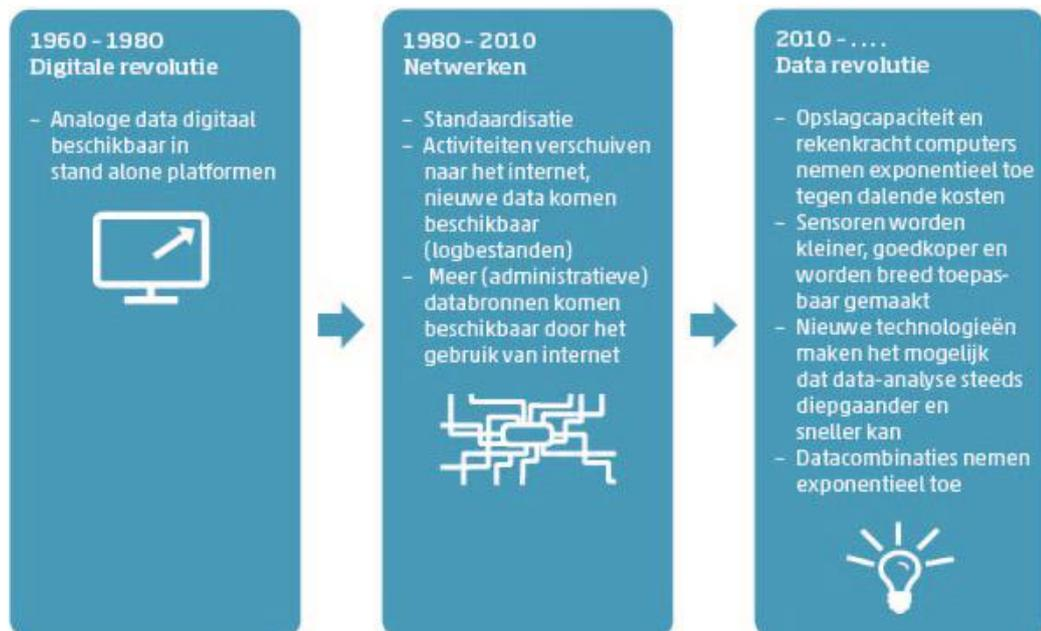 1960 – 1980
Digitale revolutie
– Analoge data digitaal
beschikbaar in
stand alone platformen
1980 – 2010
Netwerken
– Standaardisatie
– Activiteiten verschuiven
naar het internet,
nieuwe data komen
beschikbaar
(logbestanden)
– Meer (administratieve)
databronnen komen
beschikbaar door het
gebruik van internet
2010 – ....
Data revolutie
– Opslagcapaciteit en
rekenkracht computers
nemen exponentieel toe
tegen dalende kosten
– Sensoren worden
kleiner, goedkoper en
worden breed toepas-
baar gemaakt
– Nieuwe technologieën
maken het mogelijk
dat data-analyse steeds
diepgaander en
sneller kan
– Datacombinaties nemen
exponentieel toe